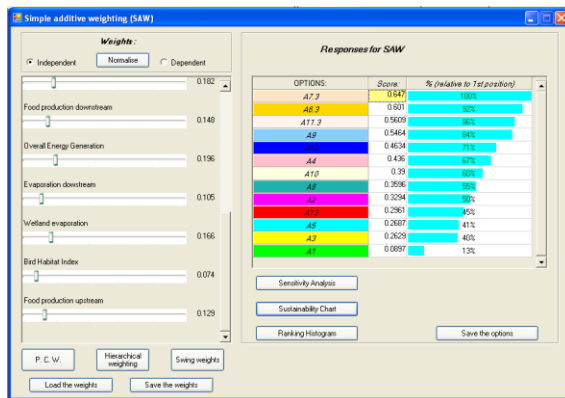 Simple additive weighting (SAW)
Weights :
Independent
Normalise
Dependent
0.182
Food production downstream
0.148
Overall Energy Generation
0.196
Evaporation downstream
0.105
Wetland evaporation
0.166
Bird Habitat Index
0.074
Food production upstream
0.129
P. C. W.
Hierarchical
weighting
Swing weights
Load the weights
Save the weights
Responses for SAW
OPTIONS: Score: % (relative to 1st position)
A7.3 0.647 100%
0.601 92%
A11.3 0.5609 86%
A9 0.5464 84%
0.4634 71%
A4 0.436 67%
A10 0.39 60%
0.3596 55%
A2 0.3294 50%
0.2961 45%
A5 0.2687 41%
A3 0.2629 40%
A1 0.0897 13%
Sensitivity Analysis
Sustainability Chart
Ranking Histogram
Save the options